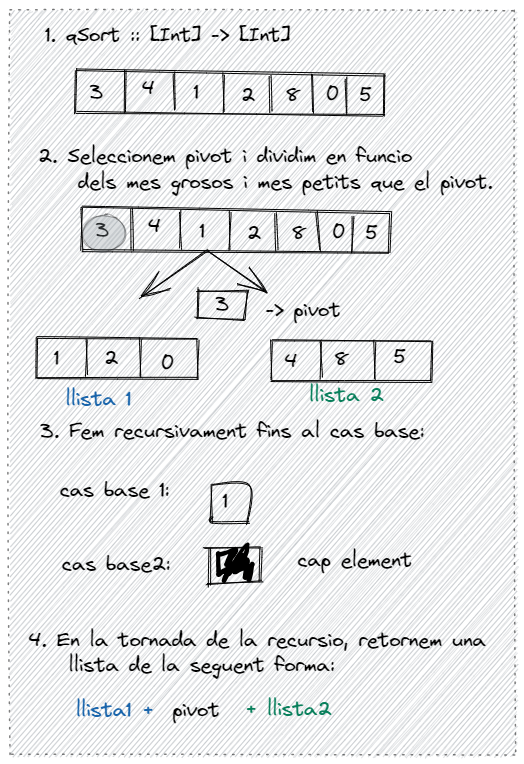 1. qSort :: [Int] -> [Int]
3 4 1 2 8 0 5
2. Seleccionem pivot i dividim en funcio
dels mes grosos i mes petits que el pivot.
3 4 1 2 8 0 5
3 -> pivot
1 2 0
4 8 5
llista 1
llista 2
3. Fem recursivament fins al cas base:
cas base 1: 1
cas base2: cap element
4. En la tornada de la recursio, retornem una
llista de la seguent forma:
llista1 + pivot + llista2